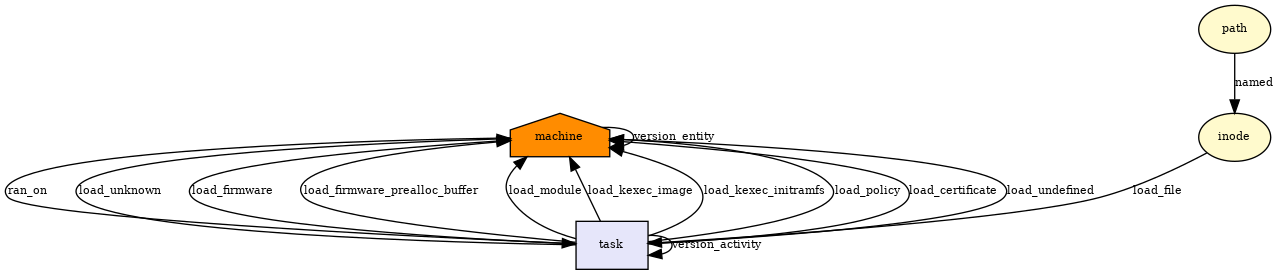 path
named
machine
version_entity
inode
ran_on
load_unknown
load_firmware
load_firmware_prealloc_buffer
load_module
load_kexec_image
load_kexec_initramfs
load_policy
load_certificate
load_undefined
load_file
task
version_activity